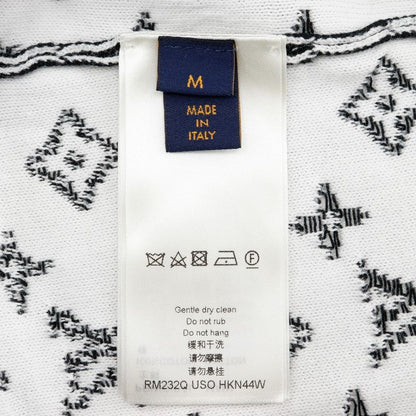 M
MADE
IN
ITALY
Gentle dry clean
Do not rub
Do not hang
缓和干洗
请勿摩擦
请勿悬挂
RM232Q USO HKN44W